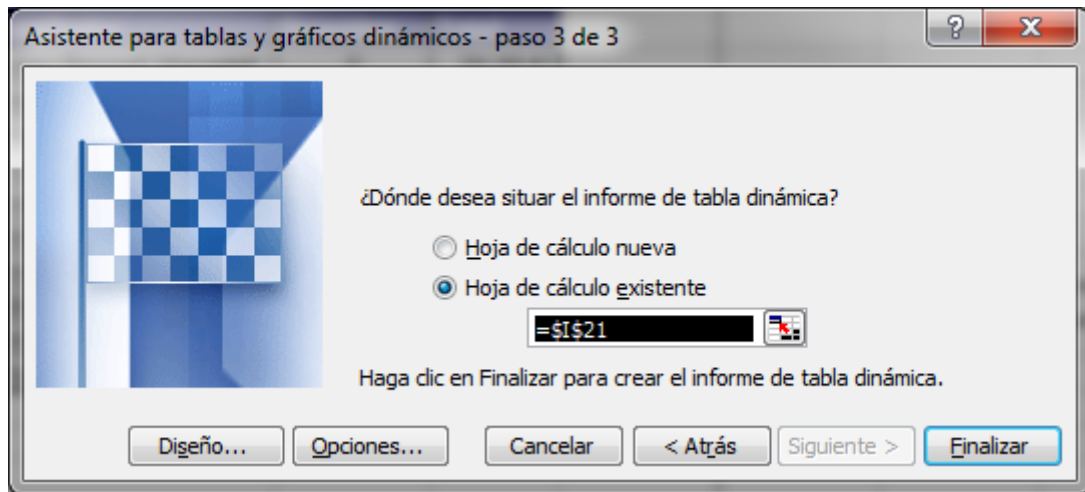 Asistente para tablas y gráficos dinámicos - paso 3 de 3
¿Dónde desea situar el informe de tabla dinámica?
Hoja de cálculo nueva
Hoja de cálculo existente
=$I$21
Haga clic en Finalizar para crear el informe de tabla dinámica.
Diseño... Opciones... Cancelar < Atrás Siguiente > Finalizar